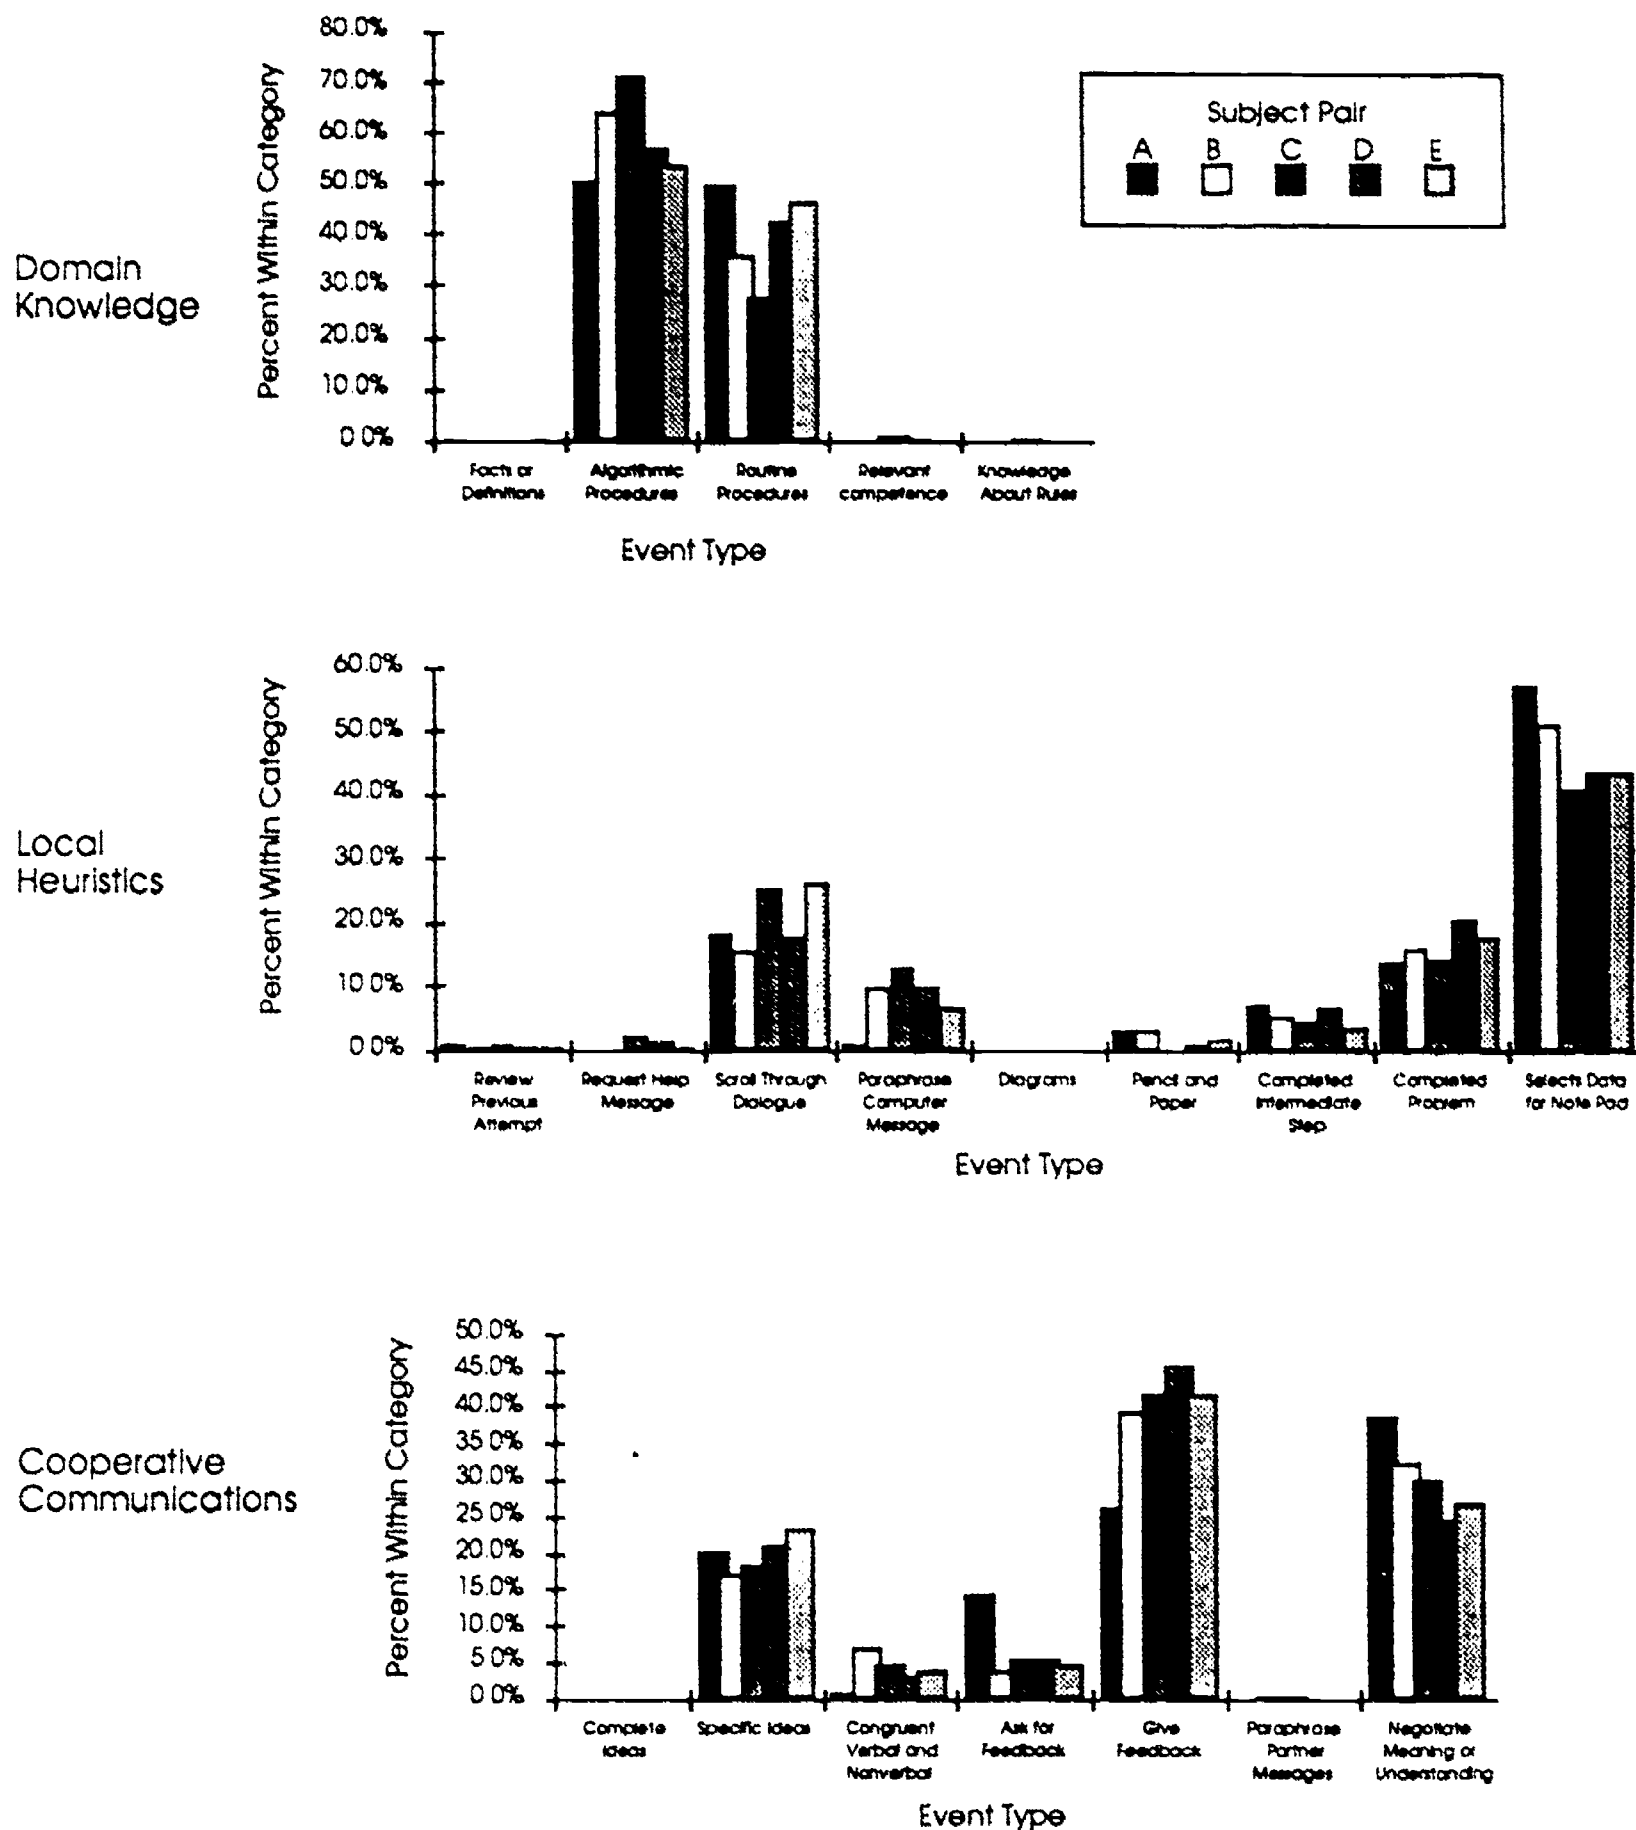 Domain
Knowledge
Percent Within Category
80.0%
70.0%
60.0%
50.0%
40.0%
30.0%
20.0%
10.0%
0.0%
Facts or
Definitions
Algorithmic
Procedures
Routine
Procedures
Relevant
competence
Knowledge
About Rules
Event Type
Subject Pair
A B C D E
Local
Heuristics
Percent Within Category
60.0%
50.0%
40.0%
30.0%
20.0%
10.0%
0.0%
Review
Previous
Attempt
Request Help
Message
Scroll Through
Dialogue
Paraphrase
Computer
Message
Diagrams
Pencil and
Paper
Completed
Intermediate
Step
Completed
Problem
Selects Data
for Note Pad
Event Type
Cooperative
Communications
Percent Within Category
50.0%
45.0%
40.0%
35.0%
30.0%
25.0%
20.0%
15.0%
10.0%
5.0%
0.0%
Complete
Ideas
Specific Ideas
Congruent
Verbal and
Nonverbal
Ask for
Feedback
Give
Feedback
Paraphrase
Partner
Messages
Negotiate
Meaning or
Understanding
Event Type